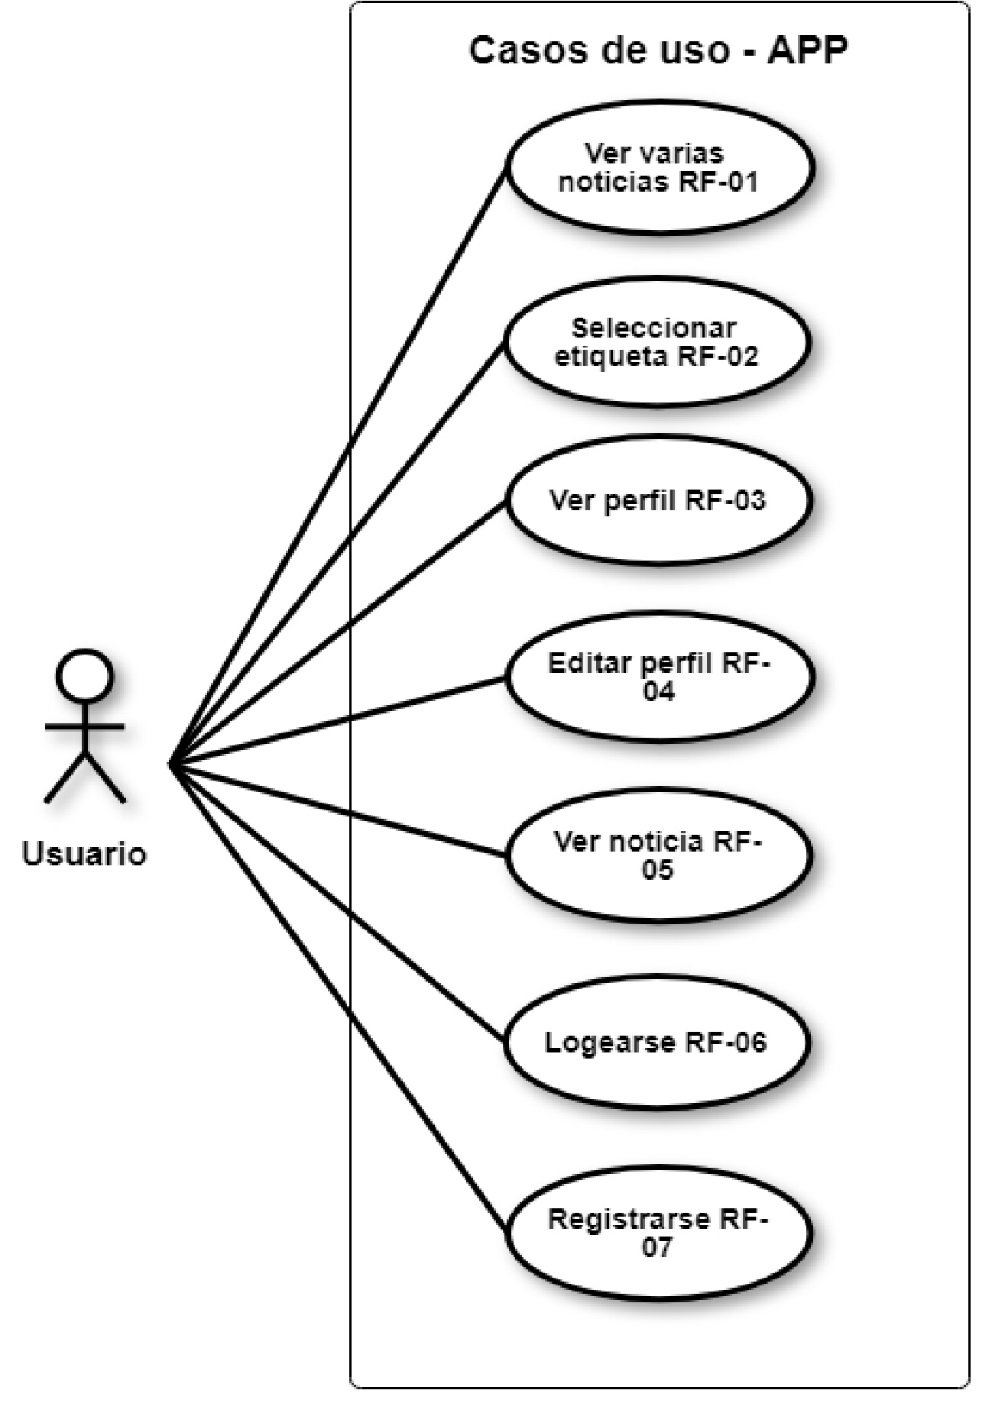 Casos de uso - APP
Ver varias
noticias RF-01
Seleccionar
etiqueta RF-02
Ver perfil RF-03
Editar perfil RF-
04
Ver noticia RF-
05
Logearse RF-06
Registrarse RF-
07
Usuario